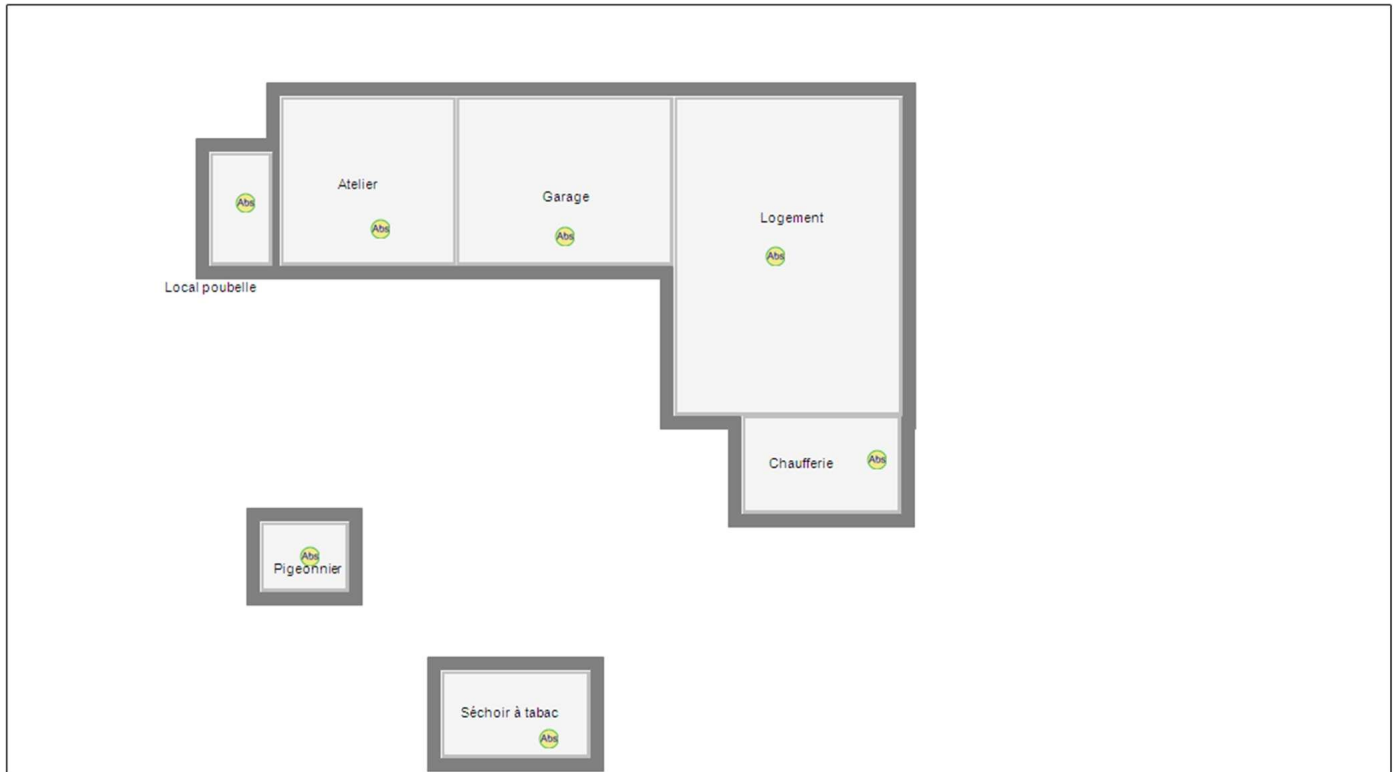 Atelier
Garage
Logement
Abs
Abs
Abs
Abs
Local poubelle
Chaufferie
Abs
Abs
Pigeonnier
Séchoir à tabac
Abs